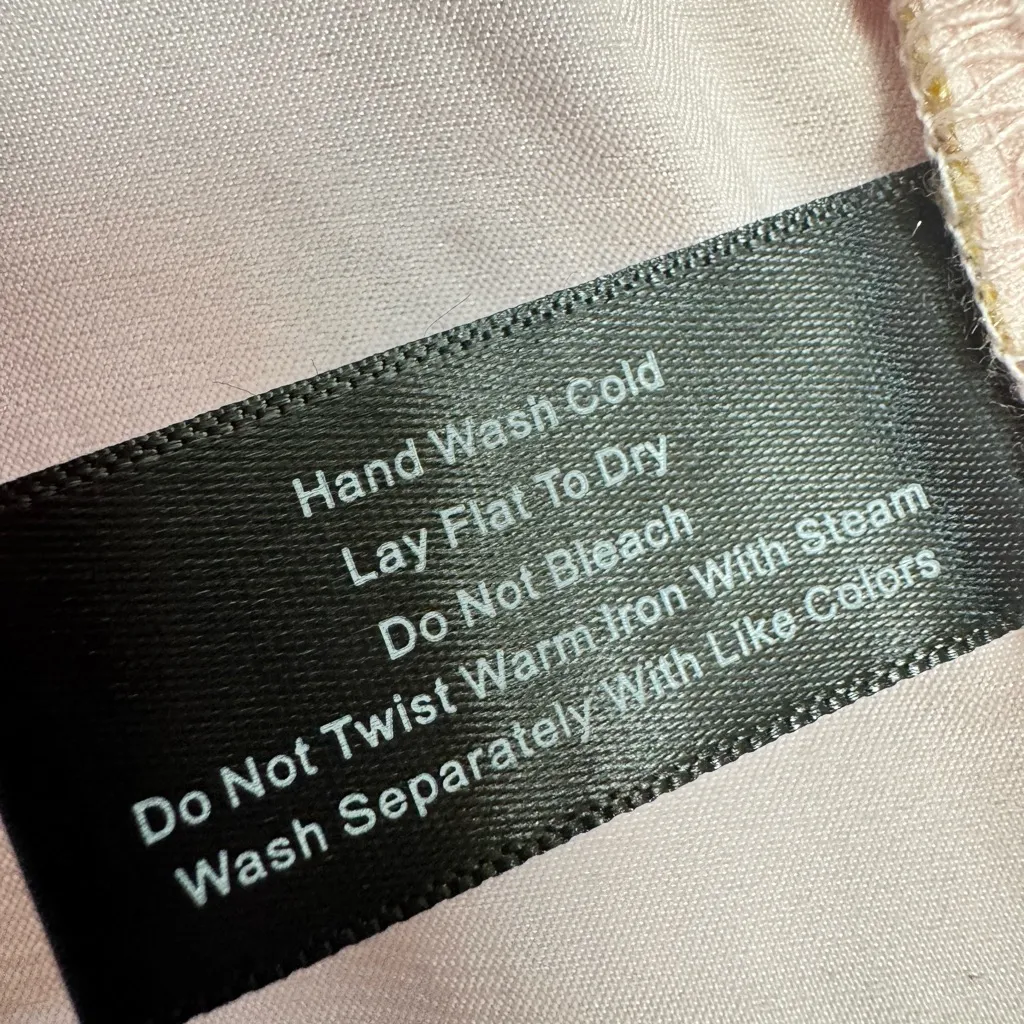 Hand Wash Cold
Lay Flat To Dry
Do Not Bleach
Do Not Twist Warm Iron With Steam
Wash Separately With Like Colors